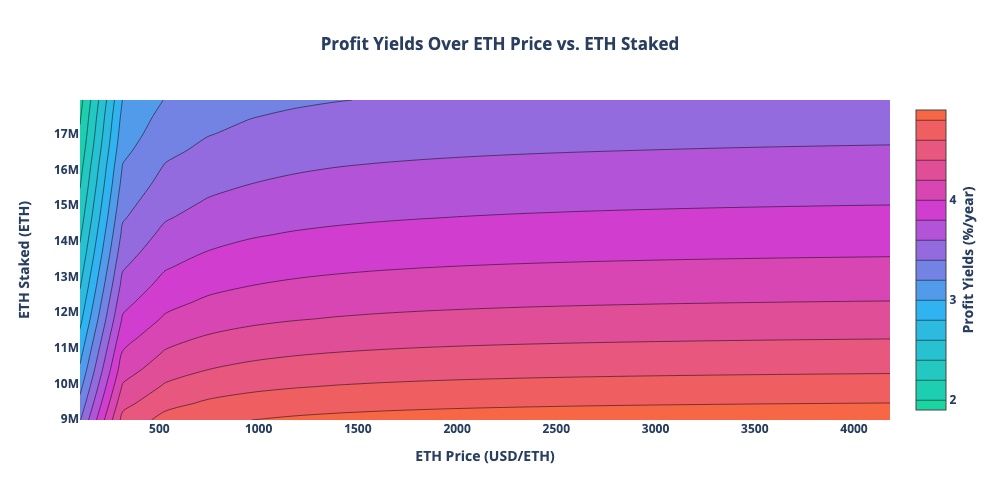 Profit Yields Over ETH Price vs. ETH Staked
17M
16M
15M
14M
13M
12M
11M
10M
9M
ETH Staked (ETH)
500
1000
1500
2000
2500
3000
3500
4000
ETH Price (USD/ETH)
4
3
2
Profit Yields (%/year)